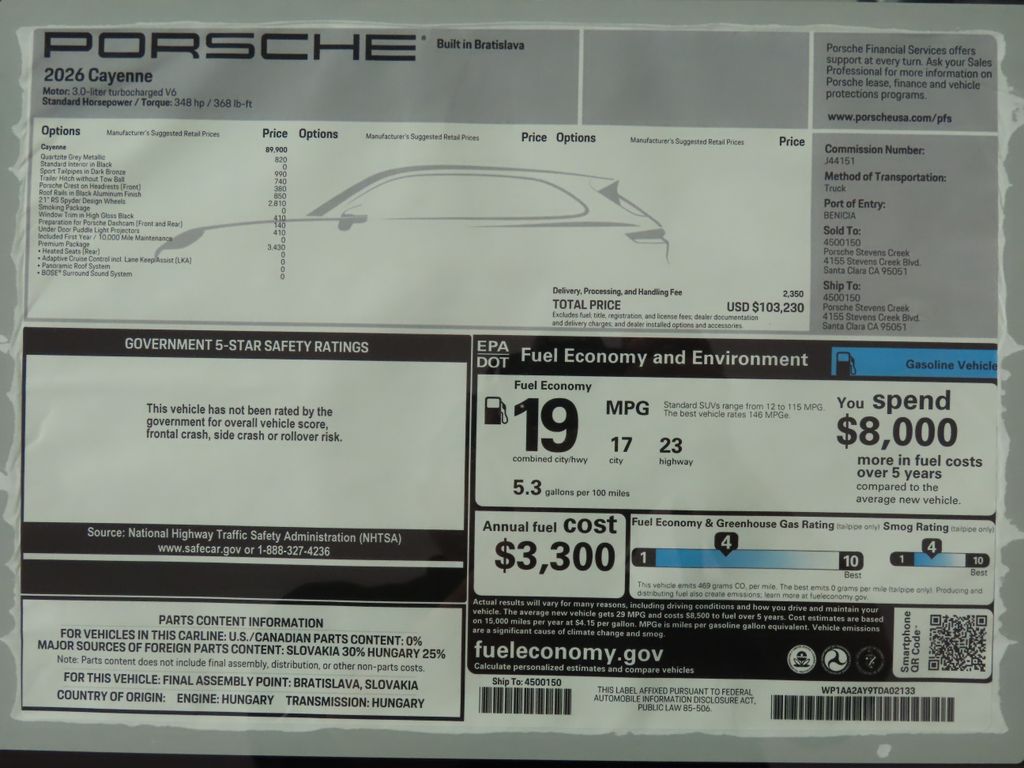 PORSCHE®
Built in Bratislava
2026 Cayenne
Motor: 3.0-liter turbocharged V6
Standard Horsepower / Torque: 348 hp / 368 lb-ft
Porsche Financial Services offers
support at every turn. Ask your Sales
Professional for more information on
Porsche lease, finance and vehicle
protections programs.
www.porscheusa.com/pfs
Options Manufacturer's Suggested Retail Prices Price Options Manufacturer's Suggested Retail Prices Price Options Manufacturer's Suggested Retail Prices Price
Cayenne 89,900
Quartzite Grey Metallic 820
Standard Interior in Black 0
Sport Tailpipes in Dark Bronze 990
Trailer Hitch without Tow Ball 740
Porsche Crest on Headrests (Front) 380
Roof Rails in Black Aluminum Finish 850
21" RS Spyder Design Wheels 2,810
Smoking Package 0
Window Trim in High Gloss Black 410
Preparation for Porsche Dashcam (Front and Rear) 140
Under Door Puddle Light Projectors 410
Included First Year / 10,000 Mile Maintenance 0
Premium Package 3,430
• Heated Seats (Rear) 0
• Adaptive Cruise Control incl. Lane Keep Assist (LKA) 0
• Panoramic Roof System 0
• BOSE® Surround Sound System 0
Delivery, Processing, and Handling Fee 2,350
TOTAL PRICE USD $103,230
Excludes fuel, title, registration, and license fees; dealer documentation
and delivery charges; and dealer installed options and accessories.
Commission Number:
J44151
Method of Transportation:
Truck
Port of Entry:
BENICIA
Sold To:
4500150
Porsche Stevens Creek
4155 Stevens Creek Blvd.
Santa Clara CA 95051
Ship To:
4500150
Porsche Stevens Creek
4155 Stevens Creek Blvd.
Santa Clara CA 95051
GOVERNMENT 5-STAR SAFETY RATINGS
This vehicle has not been rated by the
government for overall vehicle score,
frontal crash, side crash or rollover risk.
Source: National Highway Traffic Safety Administration (NHTSA)
www.safecar.gov or 1-888-327-4236
PARTS CONTENT INFORMATION
FOR VEHICLES IN THIS CARLINE: U.S./CANADIAN PARTS CONTENT: 0%
MAJOR SOURCES OF FOREIGN PARTS CONTENT: SLOVAKIA 30% HUNGARY 25%
Note: Parts content does not include final assembly, distribution, or other non-parts costs.
FOR THIS VEHICLE: FINAL ASSEMBLY POINT: BRATISLAVA, SLOVAKIA
COUNTRY OF ORIGIN: ENGINE: HUNGARY TRANSMISSION: HUNGARY
EPA
DOT
Fuel Economy and Environment
Gasoline Vehicle
Fuel Economy
19 MPG
combined city/hwy
17
city
23
highway
5.3 gallons per 100 miles
Standard SUVs range from 12 to 115 MPG.
The best vehicle rates 146 MPGe.
You spend
$8,000
more in fuel costs
over 5 years
compared to the
average new vehicle.
Annual fuel cost
$3,300
Fuel Economy & Greenhouse Gas Rating (tailpipe only)
1 4 10
Best
Smog Rating (tailpipe only)
1 4 10
Best
This vehicle emits 469 grams CO₂ per mile. The best emits 0 grams per mile (tailpipe only). Producing and
distributing fuel also create emissions; learn more at fueleconomy.gov.
Actual results will vary for many reasons, including driving conditions and how you drive and maintain your
vehicle. The average new vehicle gets 29 MPG and costs $8,500 to fuel over 5 years. Cost estimates are based
on 15,000 miles per year at $4.15 per gallon. MPGe is miles per gasoline gallon equivalent. Vehicle emissions
are a significant cause of climate change and smog.
fueleconomy.gov
Calculate personalized estimates and compare vehicles
Smartphone
QR Code™
Ship To: 4500150
THIS LABEL AFFIXED PURSUANT TO FEDERAL
AUTOMOBILE INFORMATION DISCLOSURE ACT,
PUBLIC LAW 85-506.
WP1AA2AY9TDA02133